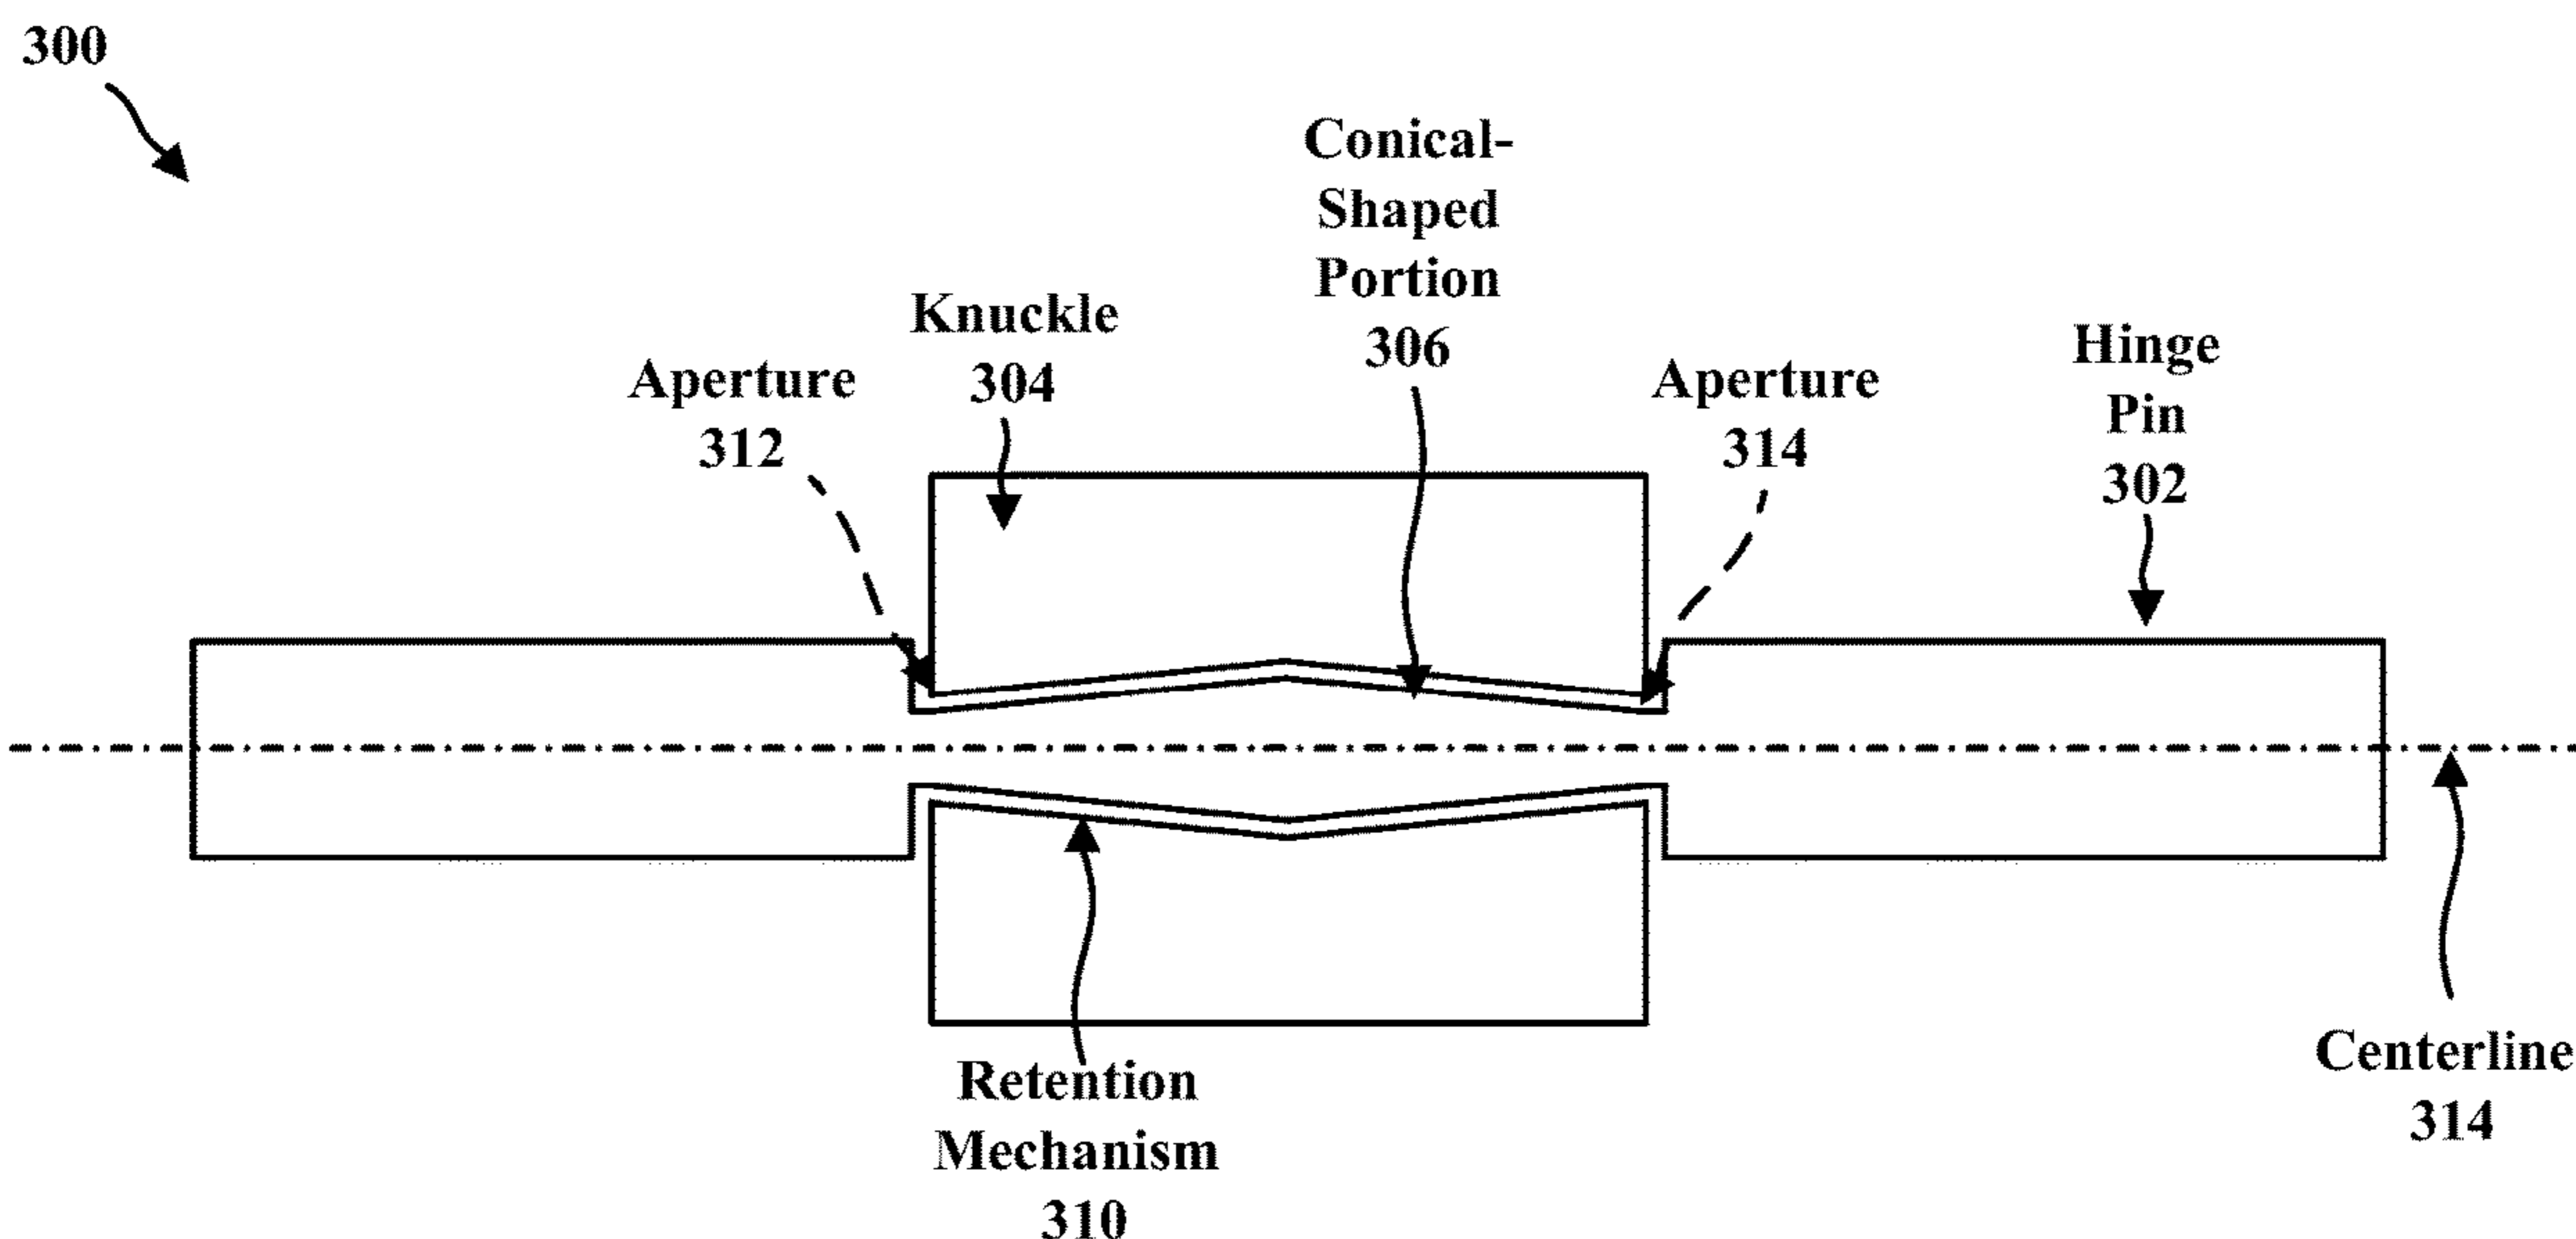 300
Conical-
Shaped
Portion
306
Knuckle
304
Aperture
312
Aperture
314
Hinge
Pin
302
Retention
Mechanism
310
Centerline
314